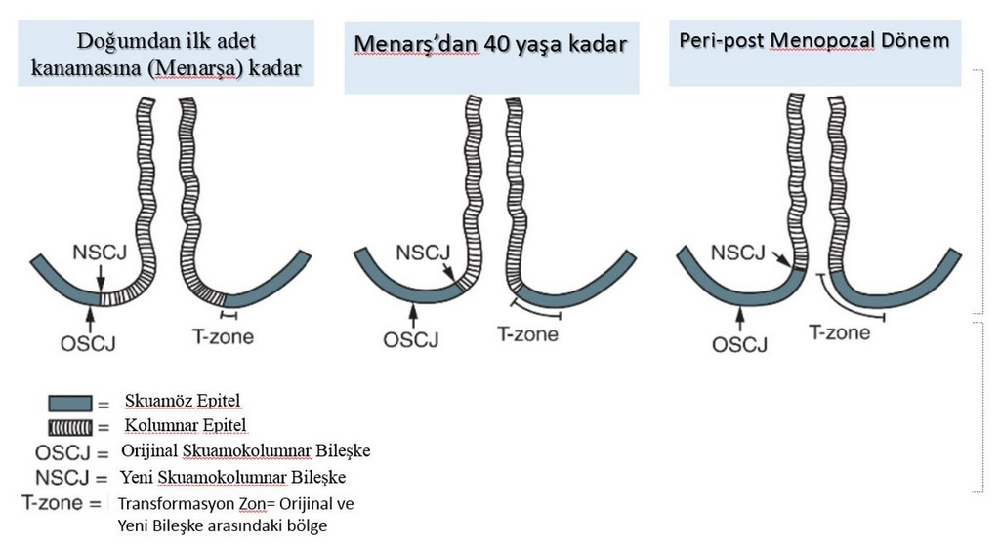 Doğumdan ilk adet
kanamasına (Menarşa) kadar
Menarş’dan 40 yaşa kadar
Peri-post Menopozal Dönem
NSCJ
OSCJ
T-zone
NSCJ
OSCJ
T-zone
NSCJ
OSCJ
T-zone
= Skuamöz Epitel
= Kolumnar Epitel
OSCJ = Orijinal Skuamokolumnar Bileşke
NSCJ = Yeni Skuamokolumnar Bileşke
T-zone = Transformasyon Zon= Orijinal ve
Yeni Bileşke arasındaki bölge